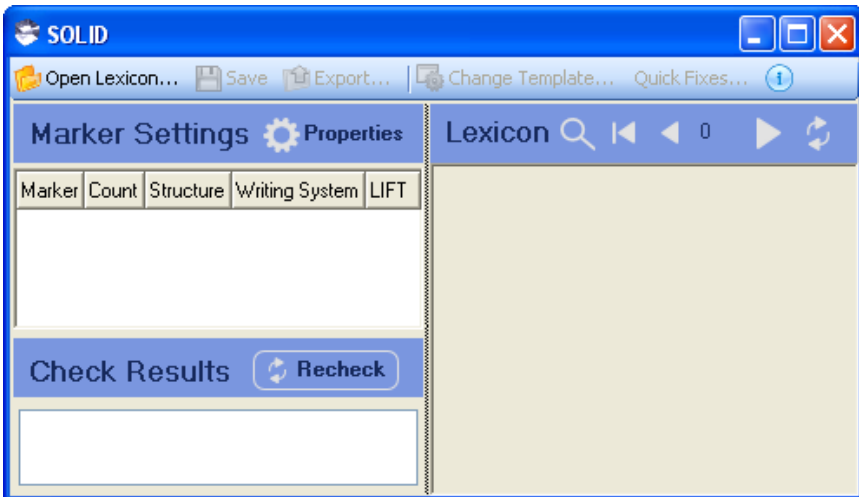 SOLID
Open Lexicon... Save Export... Change Template... Quick Fixes...
Marker Settings Properties
Lexicon 0
Marker Count Structure Writing System LIFT
Check Results Recheck